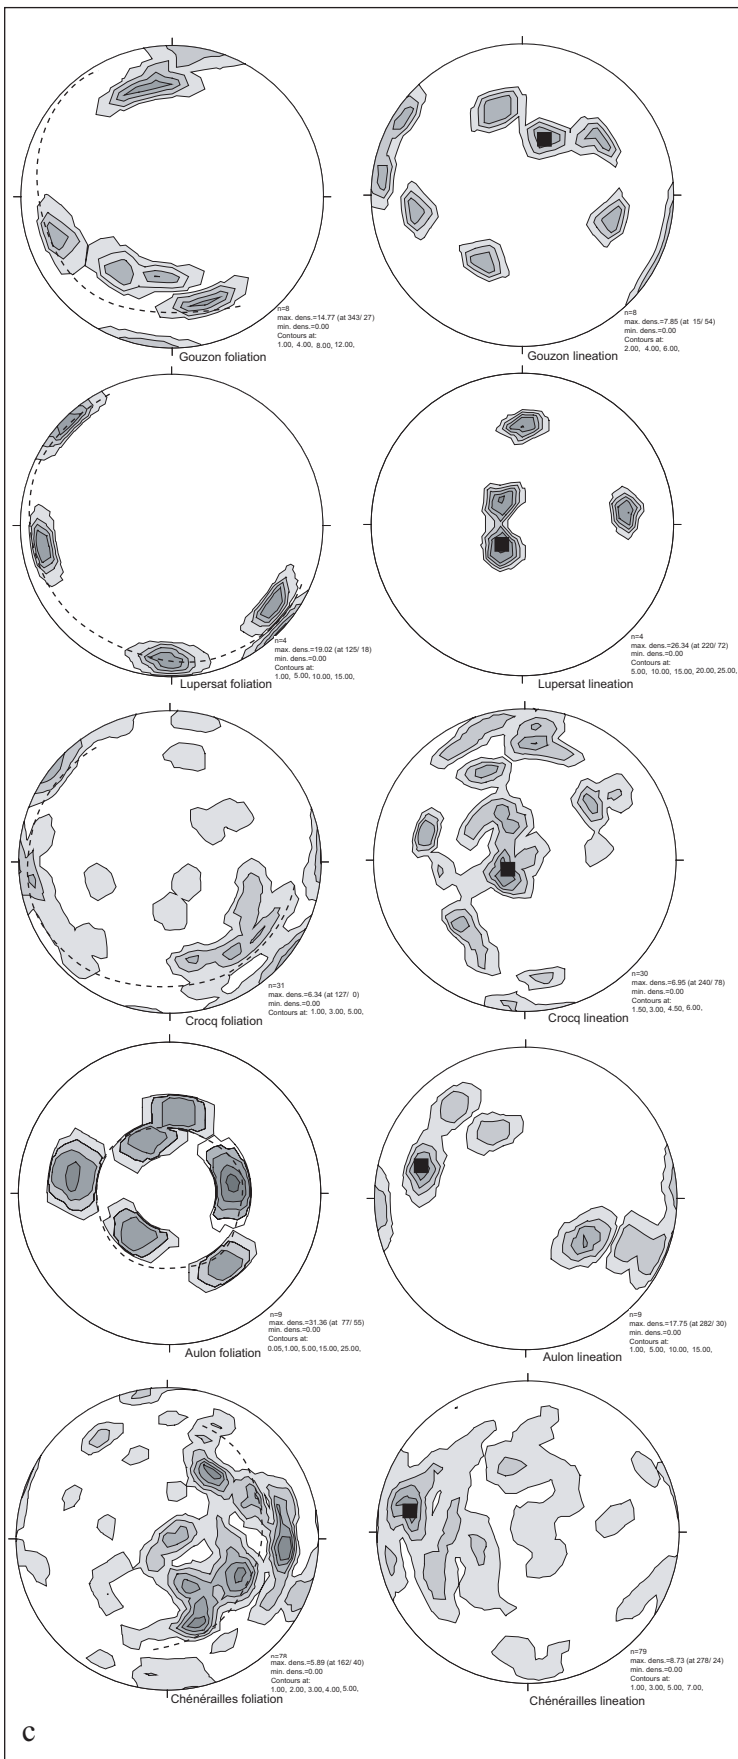 n=8
max. dens.=14.77 (at 343/ 27)
min. dens.=0.00
Contours at:
1.00, 4.00, 8.00, 12.00,
Gouzon foliation
n=8
max. dens.=7.85 (at 15/ 54)
min. dens.=0.00
Contours at:
2.00, 4.00, 6.00,
Gouzon lineation
n=4
max. dens.=19.02 (at 125/ 18)
min. dens.=0.00
Contours at:
1.00, 5.00, 10.00, 15.00,
Lupersat foliation
n=4
max. dens.=26.34 (at 220/ 72)
min. dens.=0.00
Contours at:
5.00, 10.00, 15.00, 20.00, 25.00,
Lupersat lineation
n=31
max. dens.=6.34 (at 127/ 0)
min. dens.=0.00
Contours at: 1.00, 3.00, 5.00,
Crocq foliation
n=30
max. dens.=6.95 (at 240/ 78)
min. dens.=0.00
Contours at:
1.50, 3.00, 4.50, 6.00,
Crocq lineation
n=9
max. dens.=31.36 (at 77/ 55)
min. dens.=0.00
Contours at:
0.05, 1.00, 5.00, 15.00, 25.00,
Aulon foliation
n=9
max. dens.=17.75 (at 282/ 30)
min. dens.=0.00
Contours at:
1.00, 5.00, 10.00, 15.00,
Aulon lineation
n=78
max. dens.=5.89 (at 162/ 40)
min. dens.=0.00
Contours at:
1.00, 2.00, 3.00, 4.00, 5.00,
Chénérailles foliation
n=79
max. dens.=8.73 (at 278/ 24)
min. dens.=0.00
Contours at:
1.00, 3.00, 5.00, 7.00,
Chénérailles lineation
c